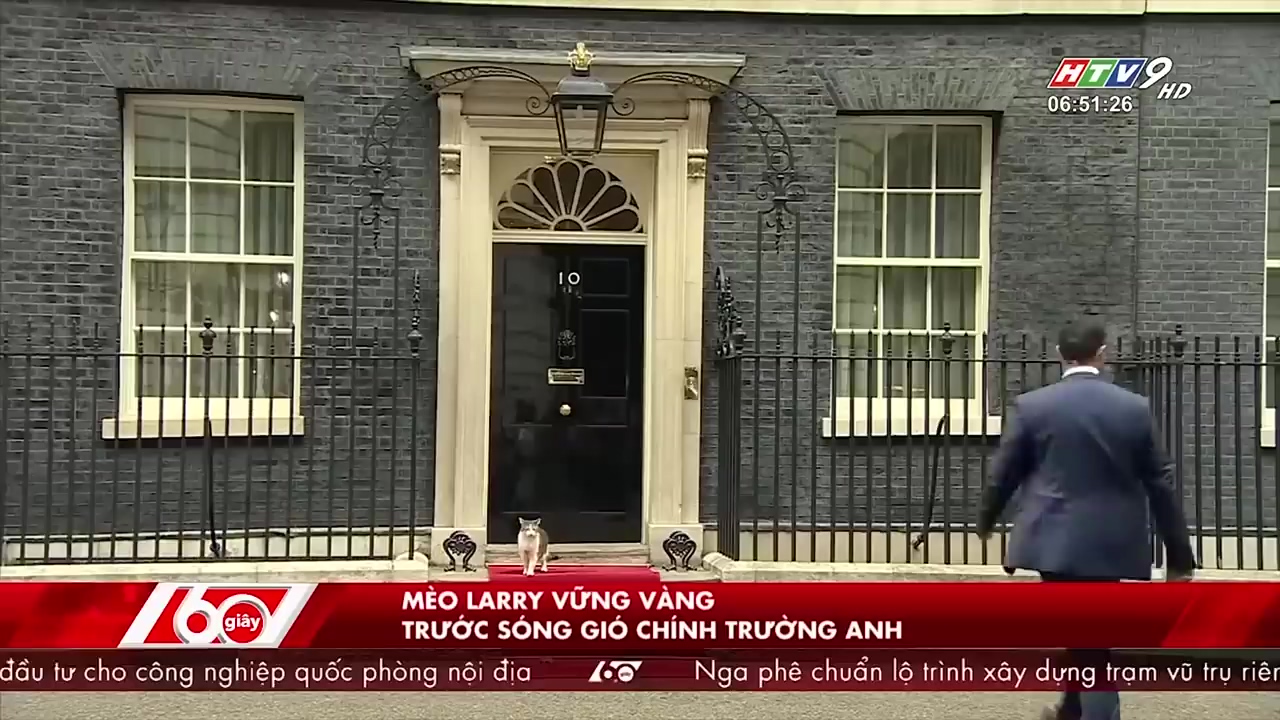 HTV9 HD
06:51:26
10
60 giây
MÈO LARRY VỮNG VÀNG
TRƯỚC SÓNG GIÓ CHÍNH TRƯỜNG ANH
đầu tư cho công nghiệp quốc phòng nội địa 60 giây Nga phê chuẩn lộ trình xây dựng trạm vũ trụ riên